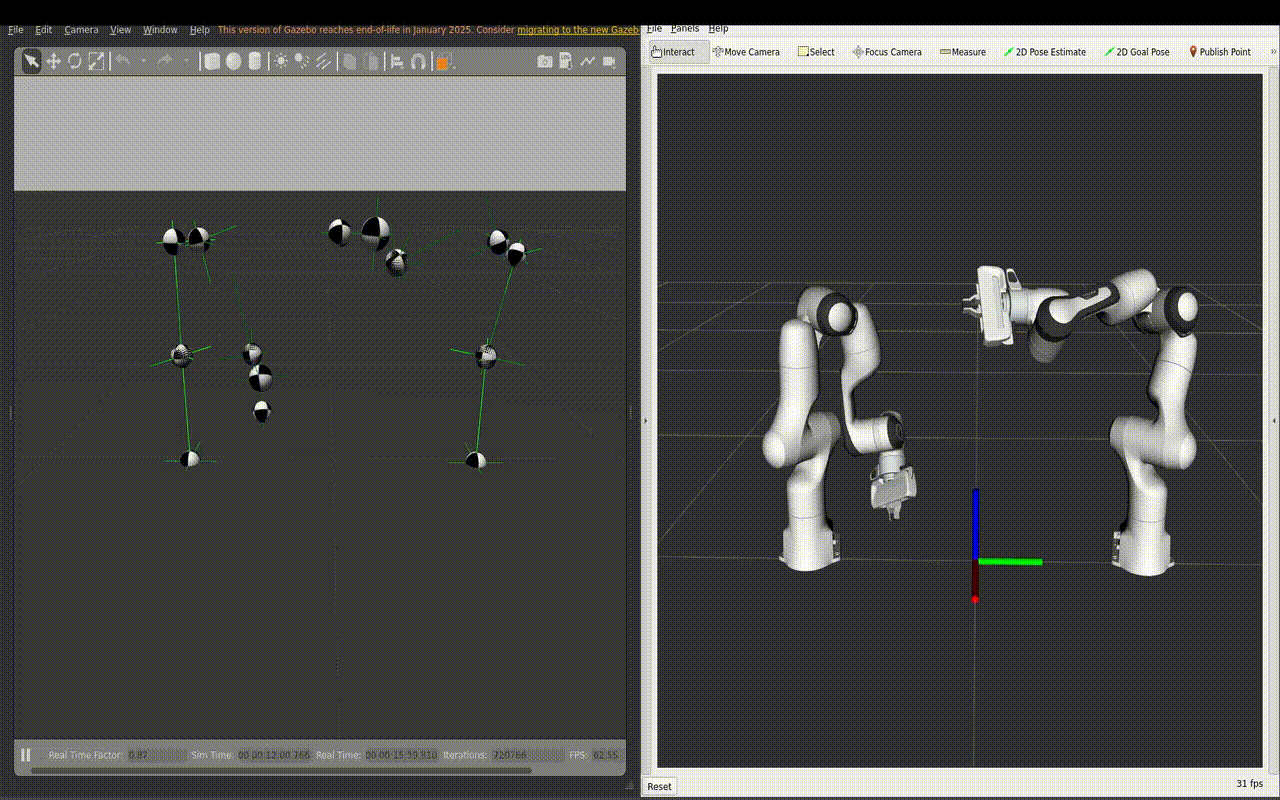 File Edit Camera View Window Help This version of Gazebo reaches end-of-life in January 2025. Consider migrating to the new Gazeb
File Panels Help
Interact Move Camera Select Focus Camera Measure 2D Pose Estimate 2D Goal Pose Publish Point »
Real Time Factor: 0.87 Sim Time: 00 00:12:00.766 Real Time: 00 00:15:39.810 Iterations: 720766 FPS: 62.55
Reset 31 fps